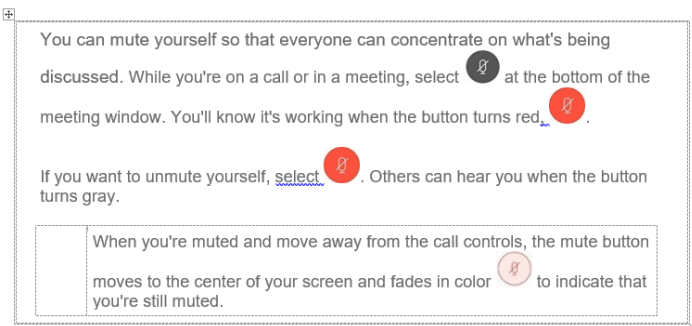 You can mute yourself so that everyone can concentrate on what's being
discussed. While you're on a call or in a meeting, select at the bottom of the
meeting window. You'll know it's working when the button turns red, .
If you want to unmute yourself, select . Others can hear you when the button
turns gray.
When you're muted and move away from the call controls, the mute button
moves to the center of your screen and fades in color to indicate that
you're still muted.